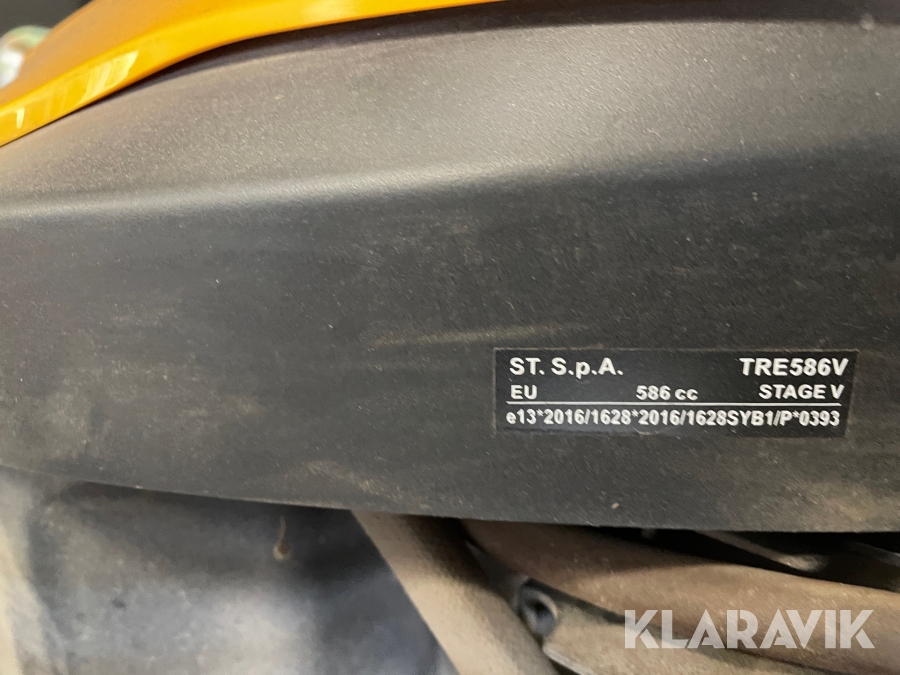 ST. S.p.A. TRE586V
EU 586 cc STAGE V
e13*2016/1628*2016/1628SYB1/P*0393
KLARAVIK